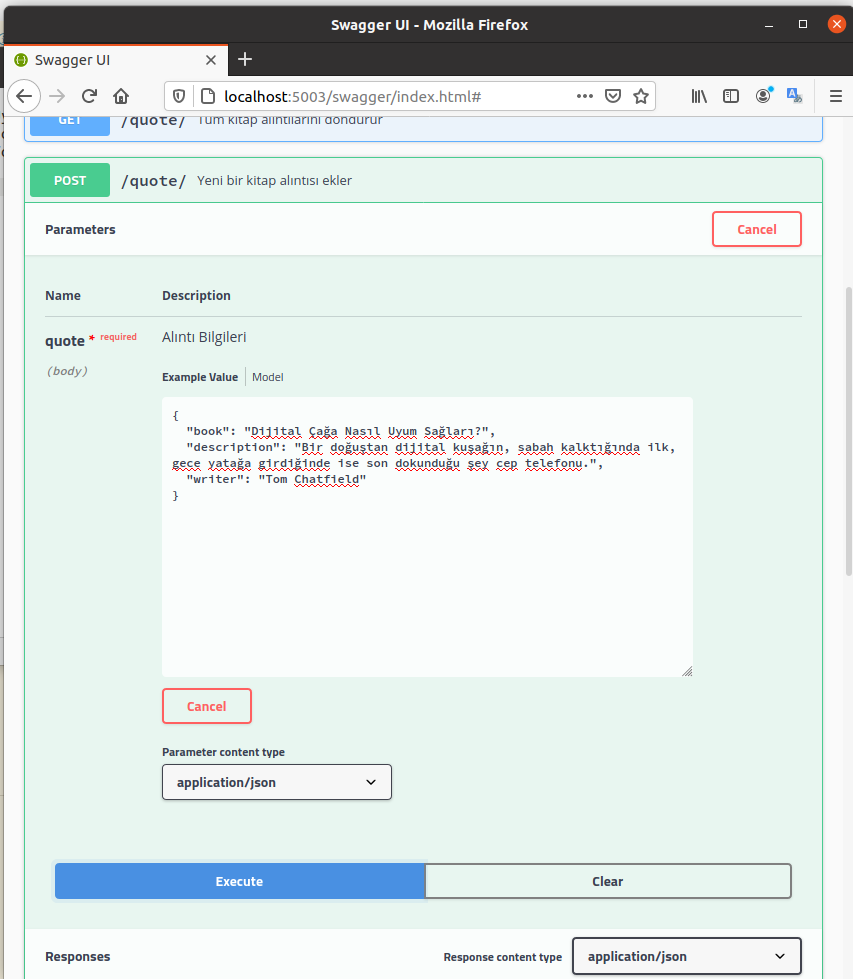 Swagger UI - Mozilla Firefox
Swagger UI
localhost:5003/swagger/index.html#
GET /quote/ Tüm kitap alıntılarını döndürür
POST /quote/ Yeni bir kitap alıntısı ekler
Parameters Cancel
Name Description
quote * required Alıntı Bilgileri
(body)
Example Value Model
{
"book": "Dijital Çağa Nasıl Uyum Sağları?",
"description": "Bir doğuştan dijital kuşağın, sabah kalktığında ilk,
gece yatağa girdiğinde ise son dokunduğu şey cep telefonu.",
"writer": "Tom Chatfield"
}
Cancel
Parameter content type
application/json
Execute Clear
Responses Response content type application/json